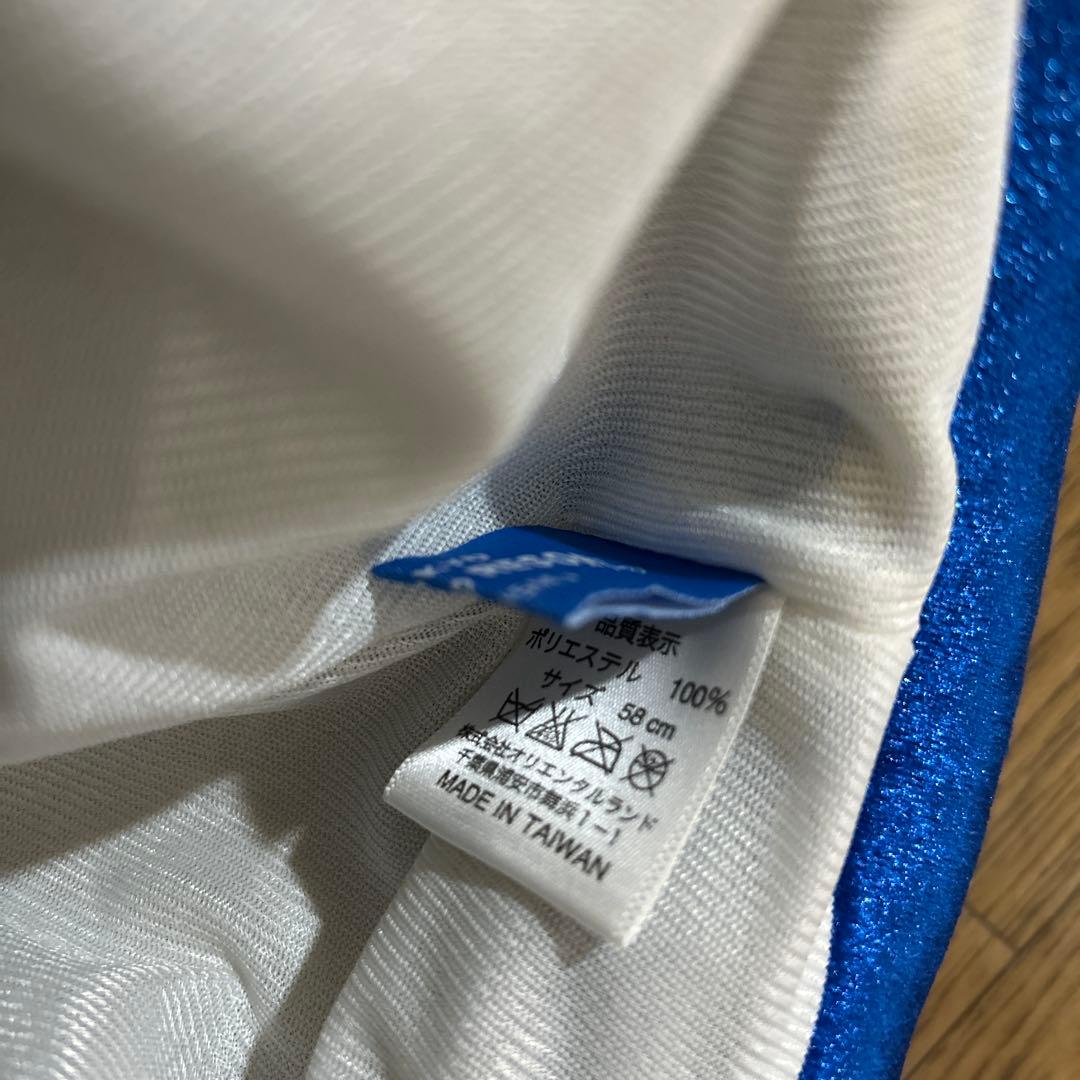 品質表示
ポリエステル 100%
サイズ 58cm
株式会社オリエンタルランド
千葉県浦安市舞浜1-1
MADE IN TAIWAN